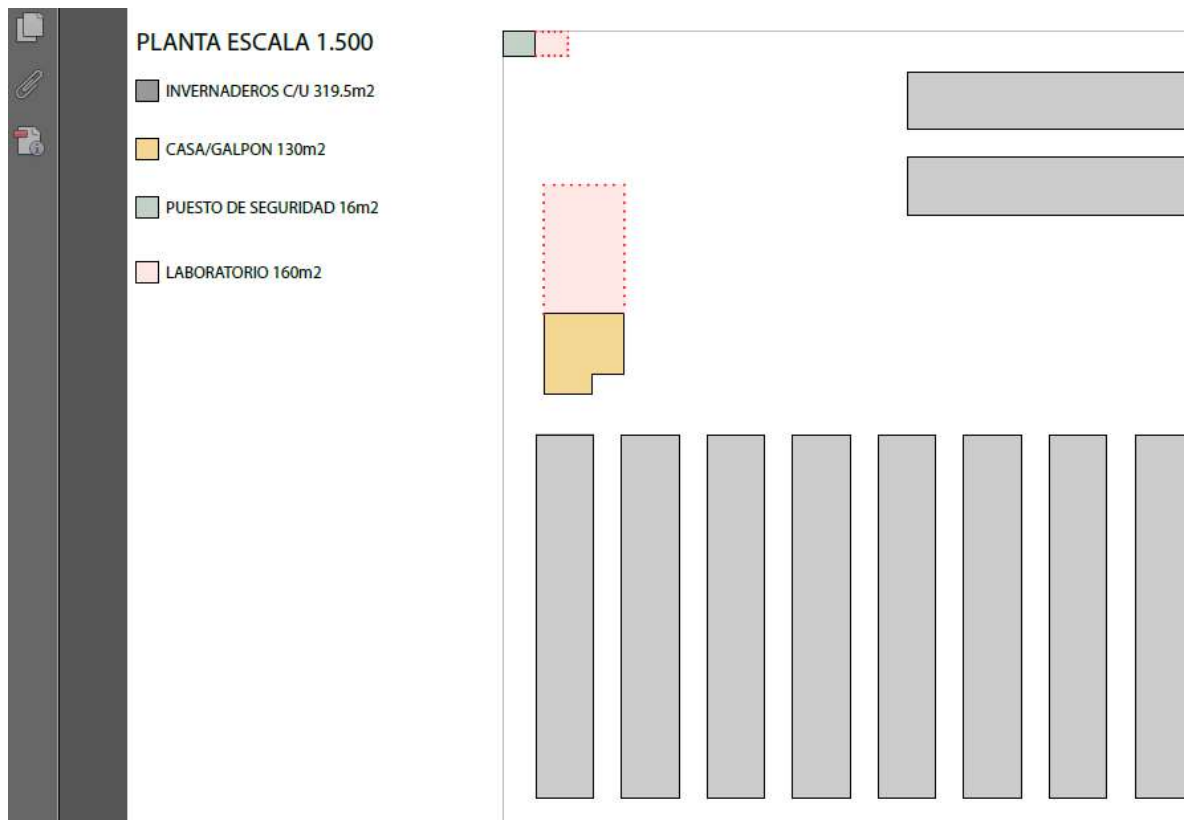 PLANTA ESCALA 1.500
INVERNADEROS C/U 319.5m2
CASA/GALPON 130m2
PUESTO DE SEGURIDAD 16m2
LABORATORIO 160m2